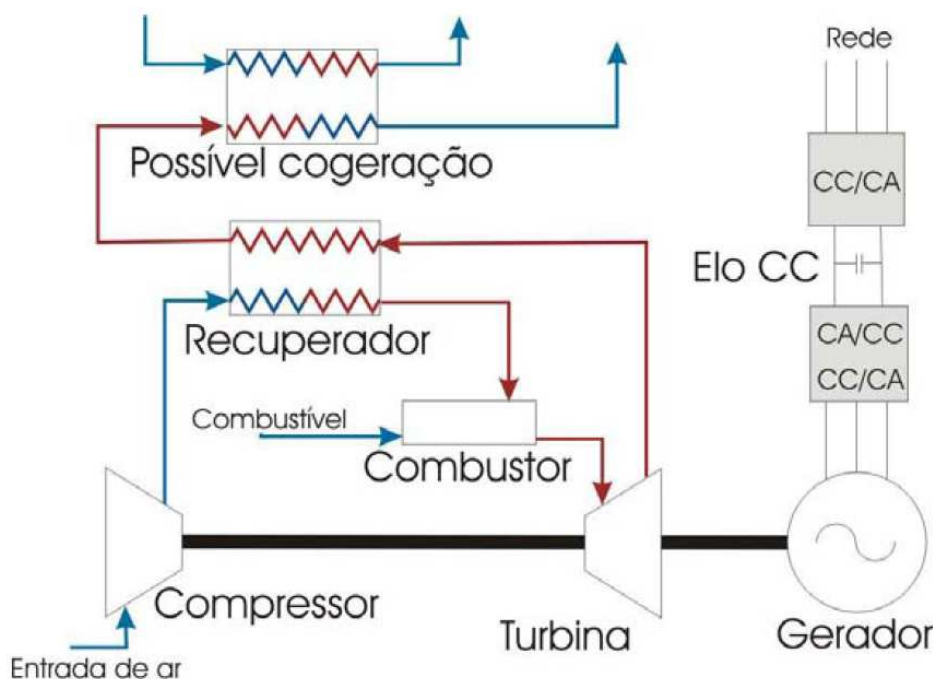 Rede
Possível cogeração
CC/CA
Elo CC
Recuperador
CA/CC
CC/CA
Combustível
Combustor
Compressor
Turbina
Gerador
Entrada de ar